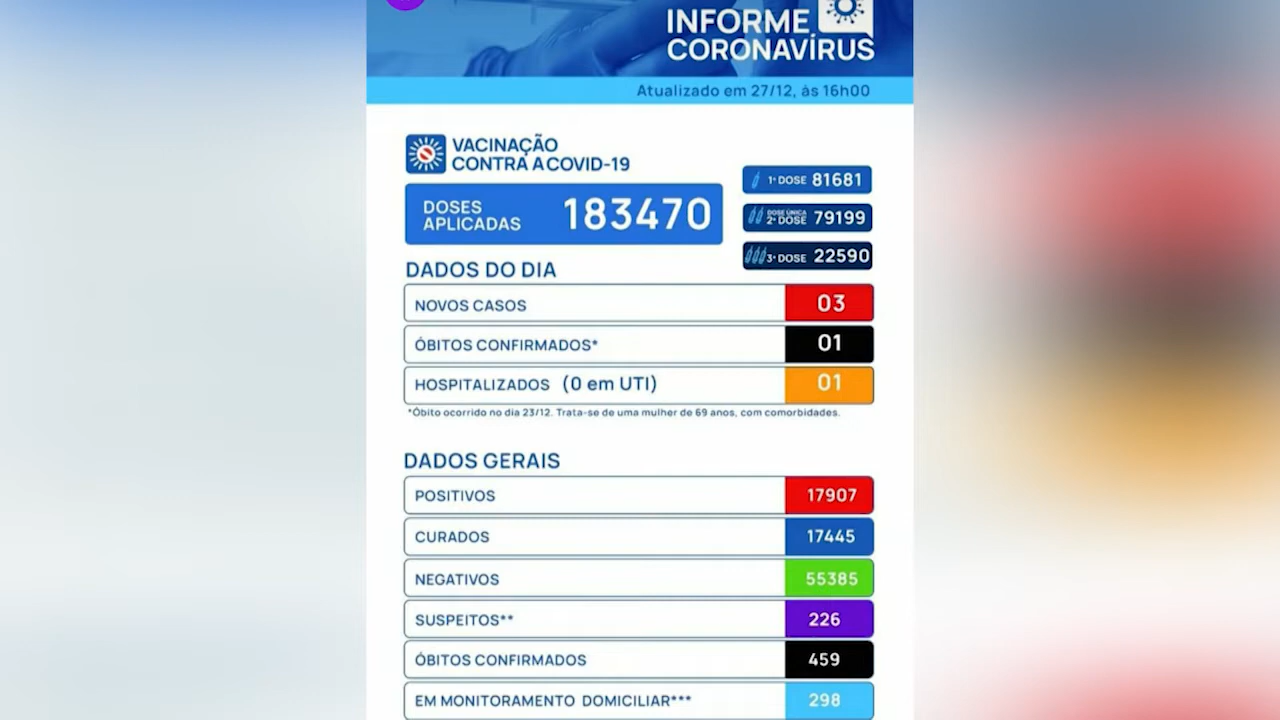 INFORME
CORONAVÍRUS
Atualizado em 27/12, às 16h00
VACINAÇÃO
CONTRA A COVID-19
DOSES
APLICADAS
183470
1ª DOSE 81681
DOSE ÚNICA
2ª DOSE 79199
3ª DOSE 22590
DADOS DO DIA
NOVOS CASOS 03
ÓBITOS CONFIRMADOS* 01
HOSPITALIZADOS (0 em UTI) 01
*Óbito ocorrido no dia 23/12. Trata-se de uma mulher de 69 anos, com comorbidades.
DADOS GERAIS
POSITIVOS 17907
CURADOS 17445
NEGATIVOS 55385
SUSPEITOS** 226
ÓBITOS CONFIRMADOS 459
EM MONITORAMENTO DOMICILIAR*** 298